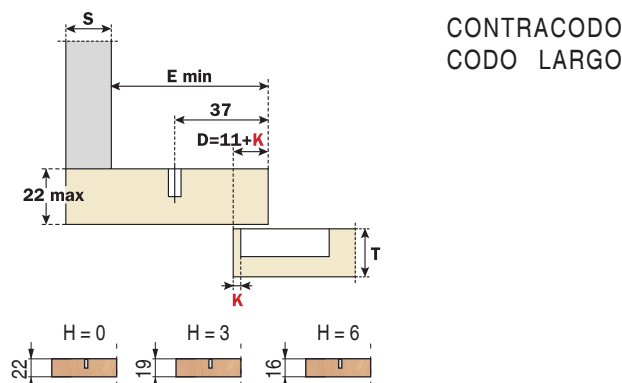 CONTRACODO
CODO LARGO
S
E min
37
D=11+K
22 max
T
K
H = 0
H = 3
H = 6
22
19
16